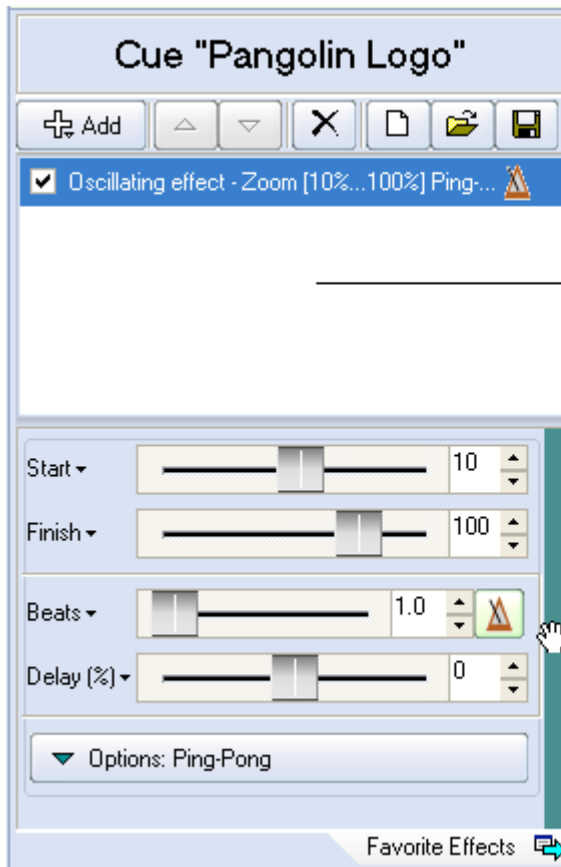 Cue "Pangolin Logo"
Add
Oscillating effect - Zoom [10%...100%] Ping-...
Start
10
Finish
100
Beats
1.0
Delay (%)
0
Options: Ping-Pong
Favorite Effects